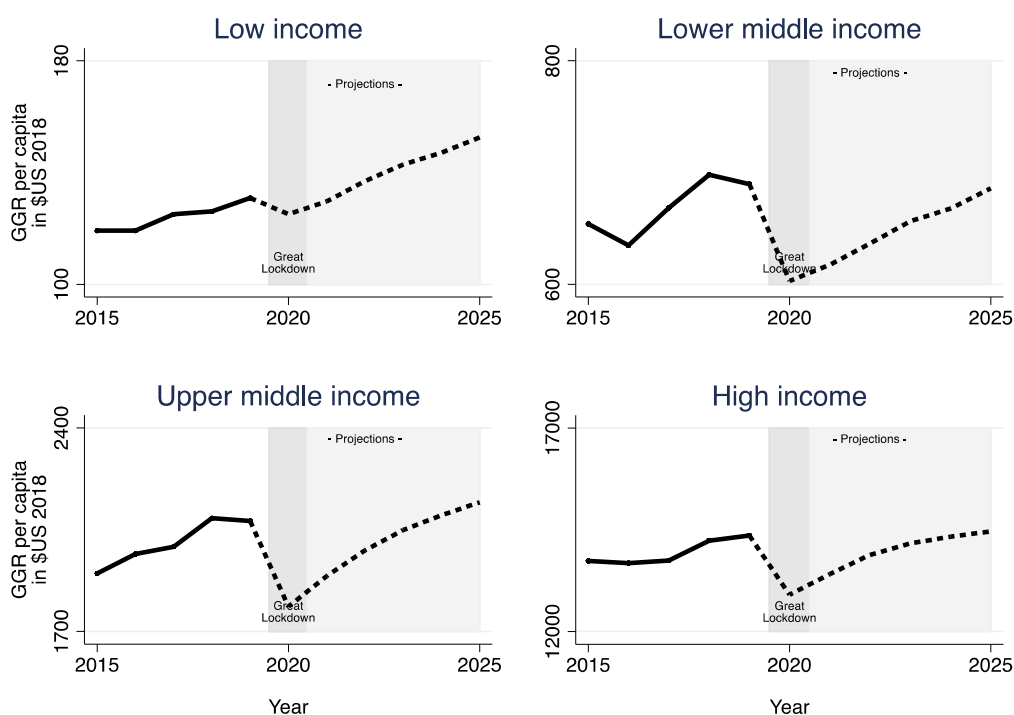 Low income
GGR per capita
in $US 2018
180
100
- Projections -
Great
Lockdown
2015
2020
2025
Lower middle income
800
600
- Projections -
Great
Lockdown
2015
2020
2025
Upper middle income
GGR per capita
in $US 2018
2400
1700
- Projections -
Great
Lockdown
2015
2020
2025
Year
High income
17000
12000
- Projections -
Great
Lockdown
2015
2020
2025
Year